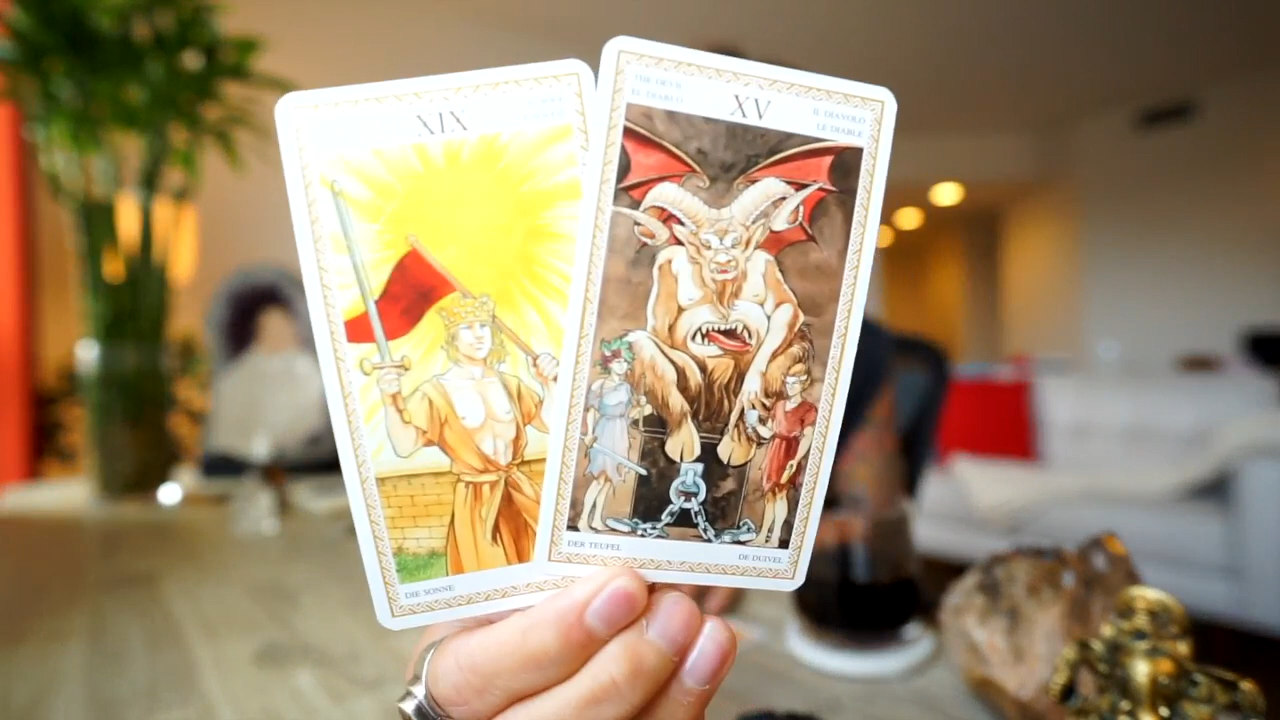 XIX
DIE SONNE
THE DEVIL
EL DIABLO
XV
IL DIAVOLO
LE DIABLE
DER TEUFEL
DE DUIVEL